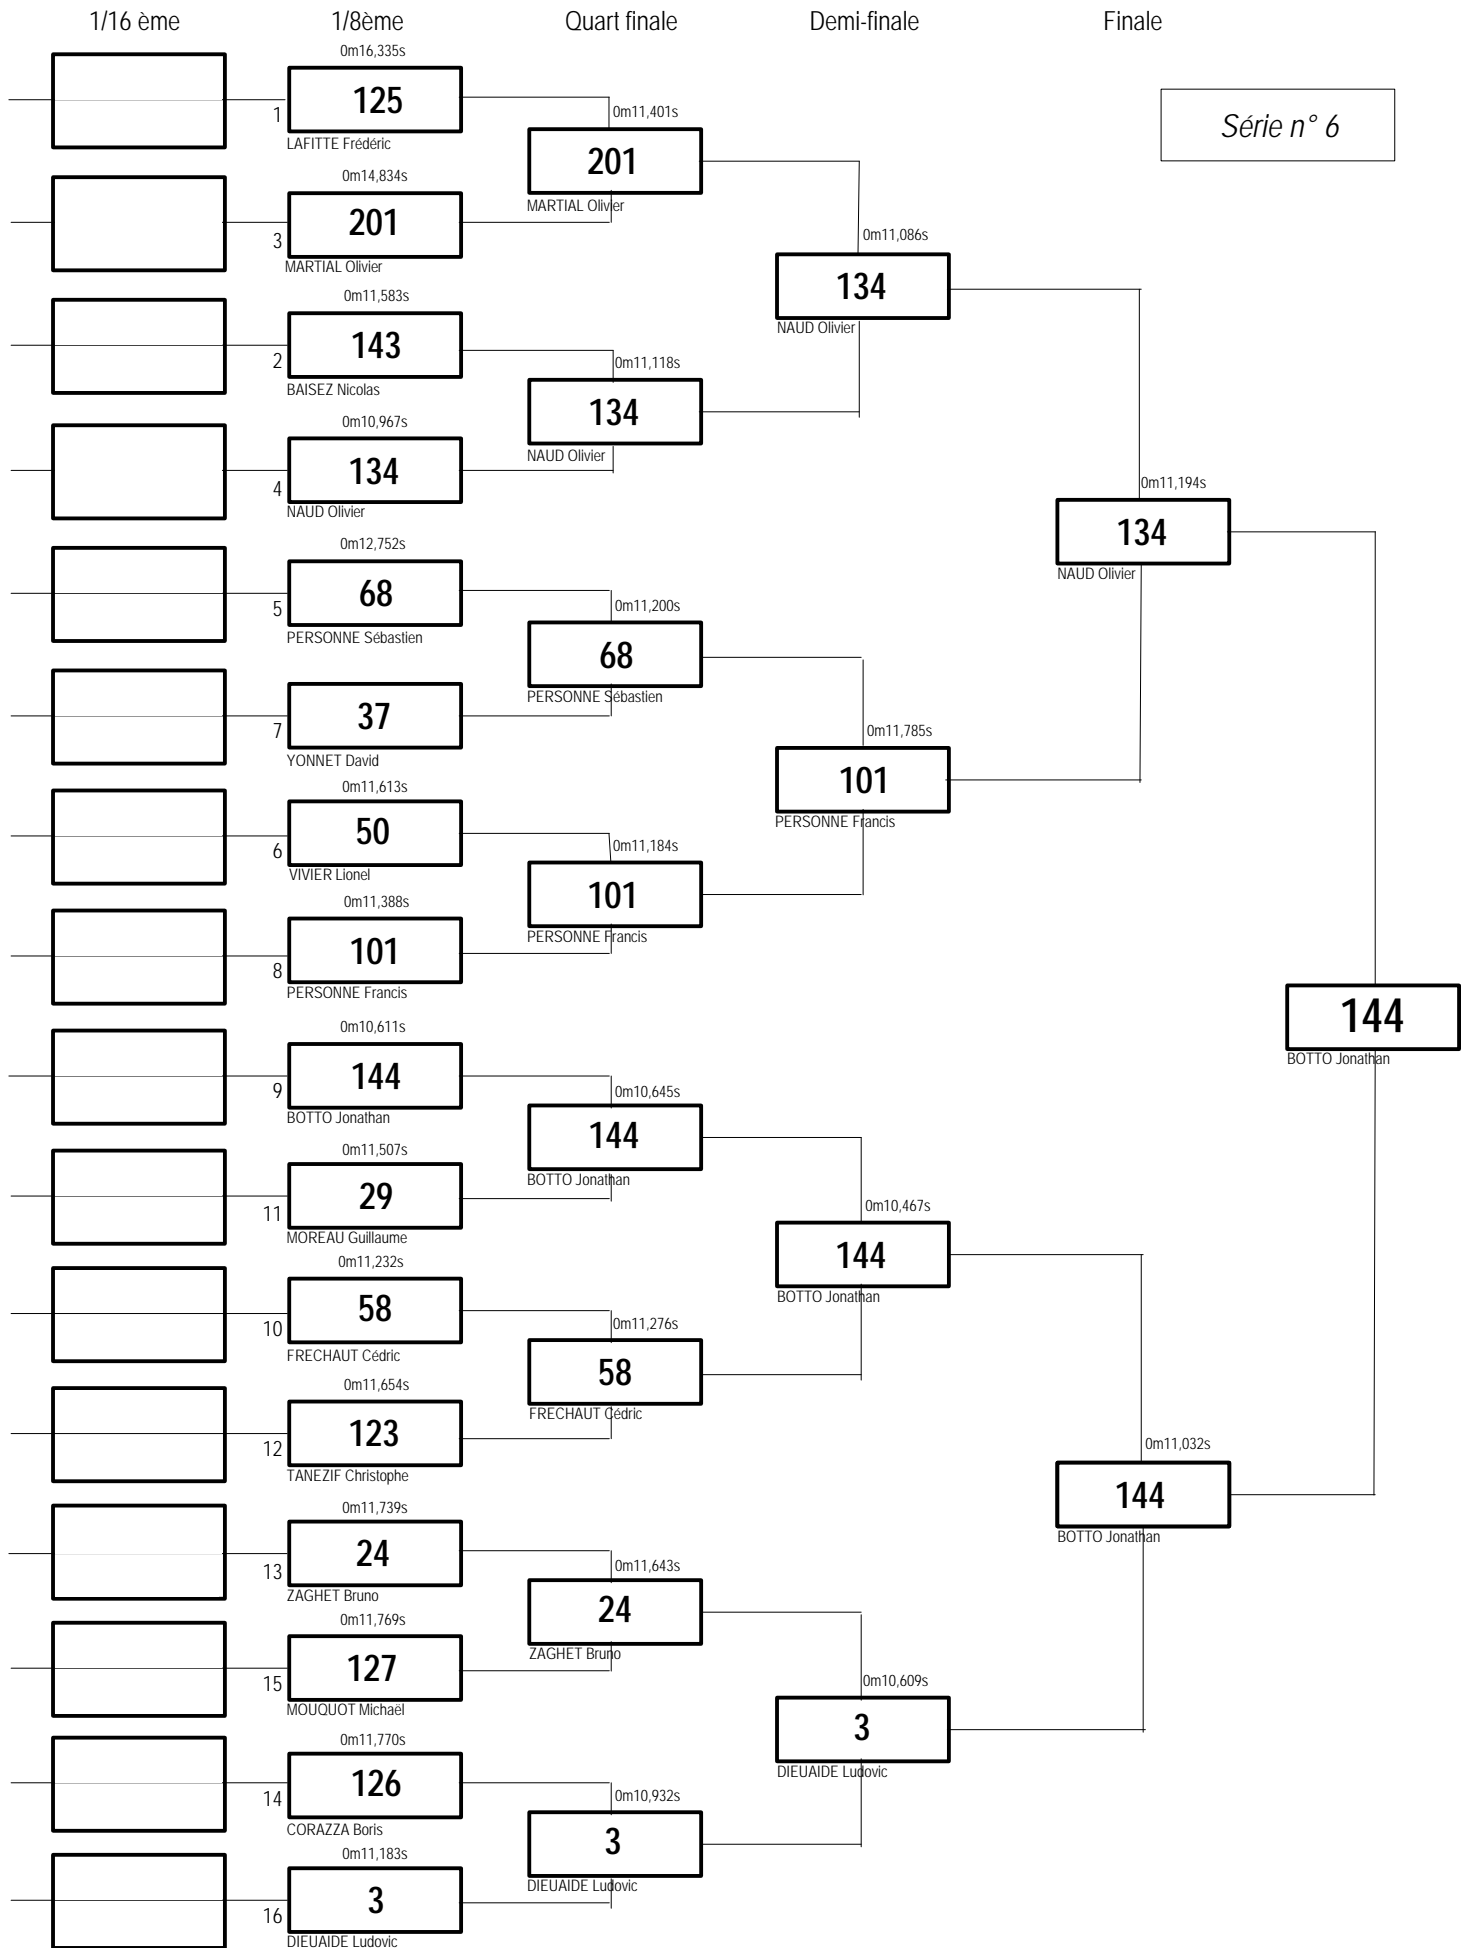 1/16 ème
1/8ème
Quart finale
Demi-finale
Finale
Série n° 6
0m16,335s
1
125
LAFITTE Frédéric
0m14,834s
3
201
MARTIAL Olivier
0m11,583s
2
143
BAISEZ Nicolas
0m10,967s
4
134
NAUD Olivier
0m12,752s
5
68
PERSONNE Sébastien
7
37
YONNET David
0m11,613s
6
50
VIVIER Lionel
0m11,388s
8
101
PERSONNE Francis
0m10,611s
9
144
BOTTO Jonathan
0m11,507s
11
29
MOREAU Guillaume
0m11,232s
10
58
FRECHAUT Cédric
0m11,654s
12
123
TANEZIF Christophe
0m11,739s
13
24
ZAGHET Bruno
0m11,769s
15
127
MOUQUOT Michaël
0m11,770s
14
126
CORAZZA Boris
0m11,183s
16
3
DIEUAIDE Ludovic
0m11,401s
201
MARTIAL Olivier
0m11,118s
134
NAUD Olivier
0m11,200s
68
PERSONNE Sébastien
0m11,184s
101
PERSONNE Francis
0m10,645s
144
BOTTO Jonathan
0m11,276s
58
FRECHAUT Cédric
0m11,643s
24
ZAGHET Bruno
0m10,932s
3
DIEUAIDE Ludovic
0m11,086s
134
NAUD Olivier
0m11,785s
101
PERSONNE Francis
0m10,467s
144
BOTTO Jonathan
0m10,609s
3
DIEUAIDE Ludovic
0m11,194s
134
NAUD Olivier
0m11,032s
144
BOTTO Jonathan
144
BOTTO Jonathan